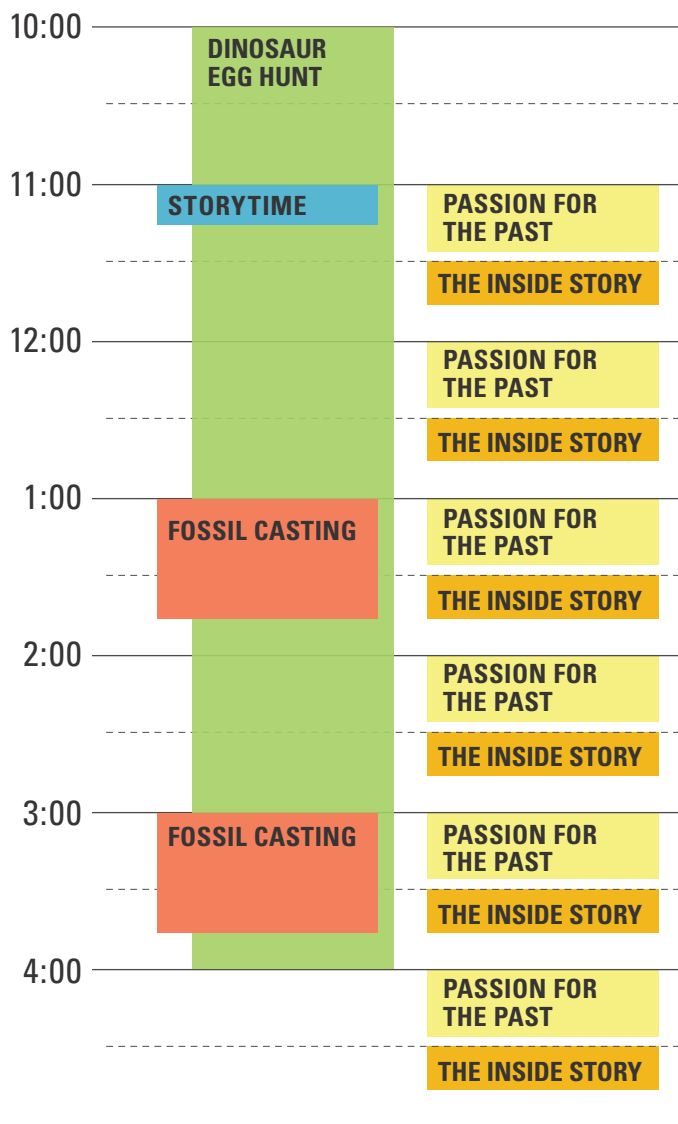 10:00
DINOSAUR
EGG HUNT
11:00
STORYTIME
PASSION FOR
THE PAST
THE INSIDE STORY
12:00
PASSION FOR
THE PAST
THE INSIDE STORY
1:00
FOSSIL CASTING
PASSION FOR
THE PAST
THE INSIDE STORY
2:00
PASSION FOR
THE PAST
THE INSIDE STORY
3:00
FOSSIL CASTING
PASSION FOR
THE PAST
THE INSIDE STORY
4:00
PASSION FOR
THE PAST
THE INSIDE STORY